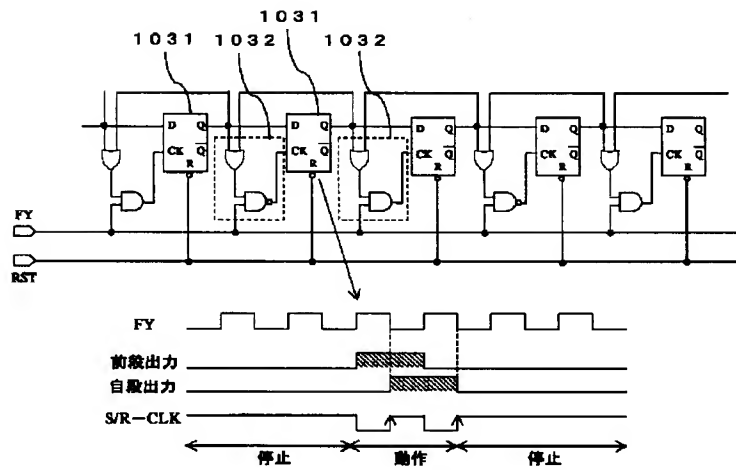 １０３１
１０３１ １０３２ １０３２
D Q D Q D Q D Q D Q
CK Q̅ CK Q̅ CK Q̅ CK Q̅ CK Q̅
R R R R R
FY
RST
FY
前段出力
自段出力
S/R－CLK
停止 動作 停止